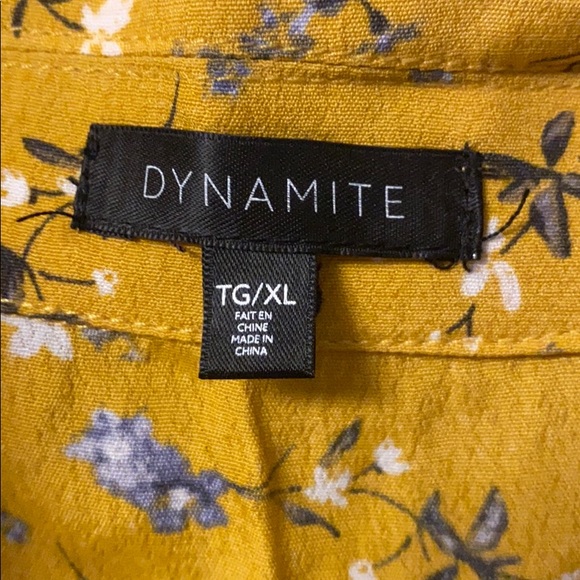 DYNAMITE
TG/XL
FAIT EN
CHINE
MADE IN
CHINA